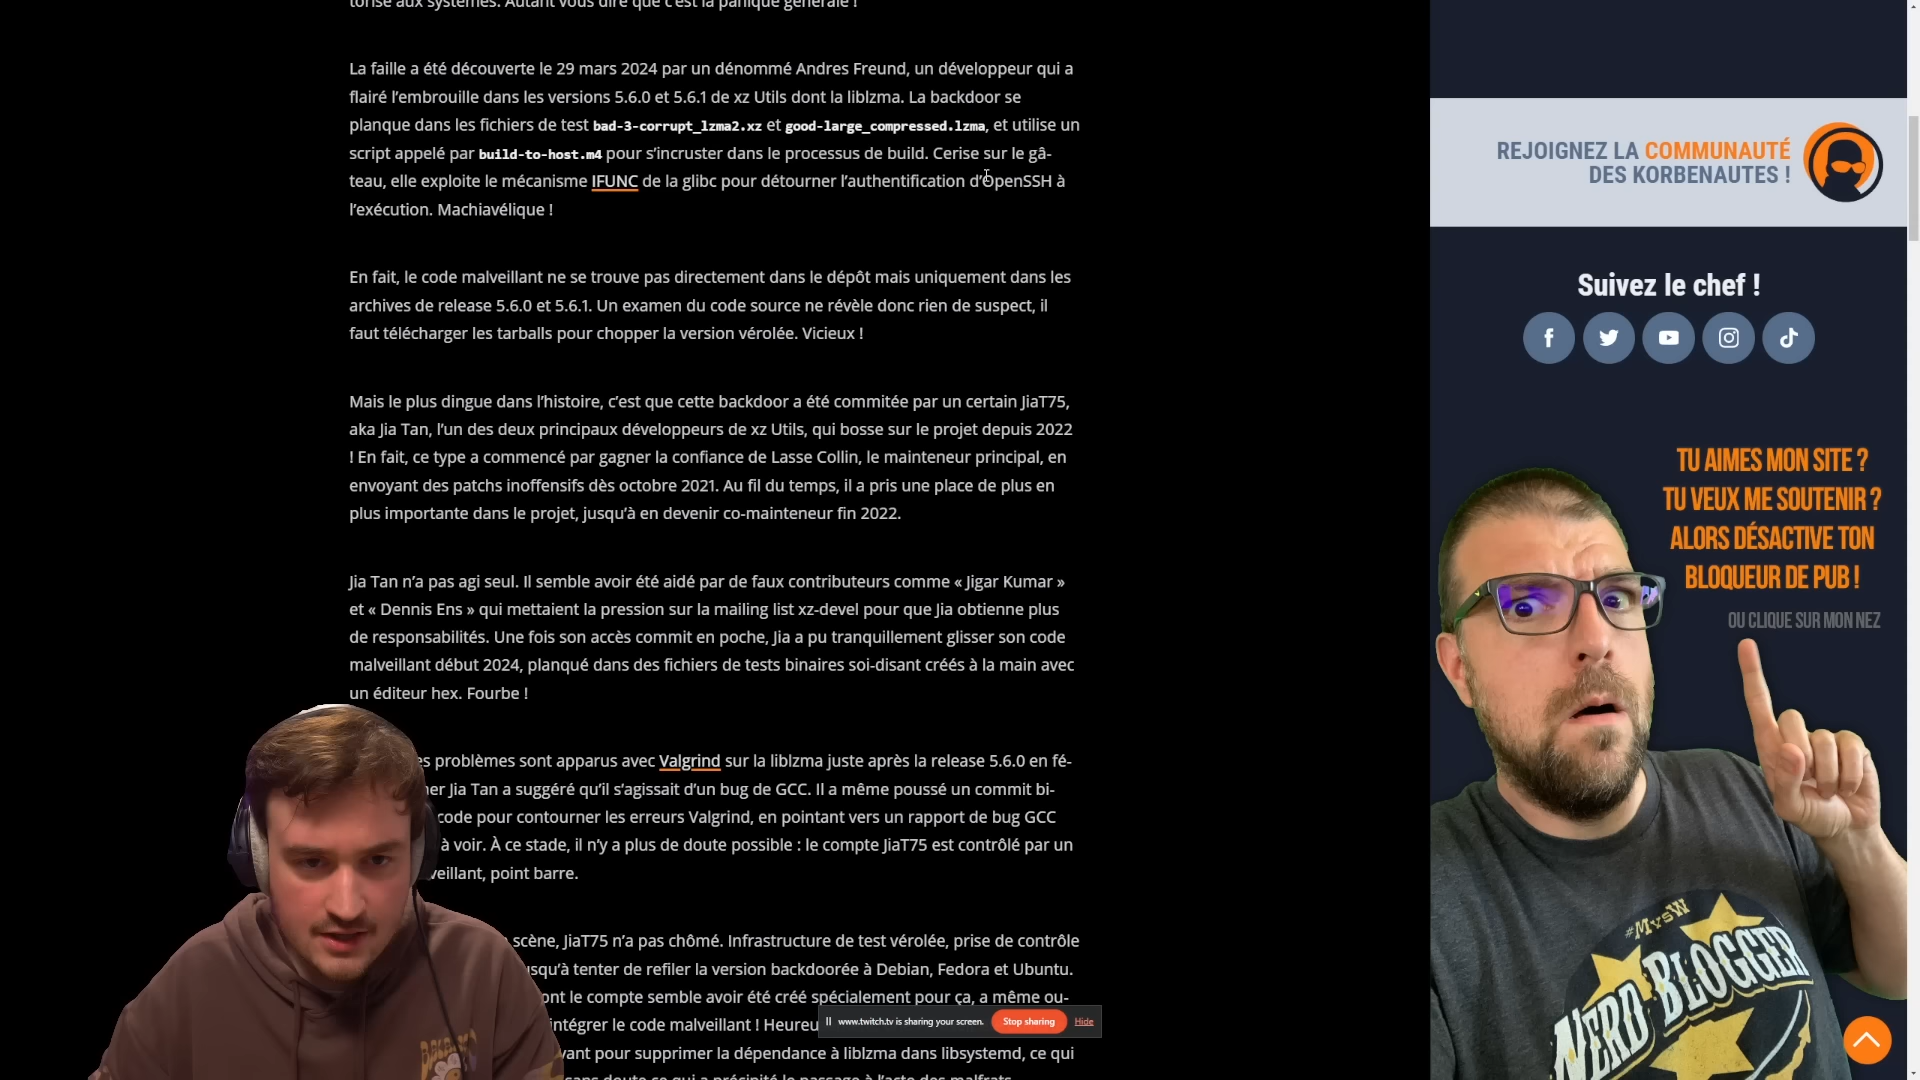 torisé aux systèmes. Autant vous dire que c'est la panique générale !
La faille a été découverte le 29 mars 2024 par un dénommé Andres Freund, un développeur qui a
flairé l'embrouille dans les versions 5.6.0 et 5.6.1 de xz Utils dont la liblzma. La backdoor se
planque dans les fichiers de test bad-3-corrupt_lzma2.xz et good-large_compressed.lzma, et utilise un
script appelé par build-to-host.m4 pour s'incruster dans le processus de build. Cerise sur le gâ-
teau, elle exploite le mécanisme IFUNC de la glibc pour détourner l'authentification d'OpenSSH à
l'exécution. Machiavélique !
En fait, le code malveillant ne se trouve pas directement dans le dépôt mais uniquement dans les
archives de release 5.6.0 et 5.6.1. Un examen du code source ne révèle donc rien de suspect, il
faut télécharger les tarballs pour chopper la version vérolée. Vicieux !
Mais le plus dingue dans l'histoire, c'est que cette backdoor a été commitée par un certain JiaT75,
aka Jia Tan, l'un des deux principaux développeurs de xz Utils, qui bosse sur le projet depuis 2022
! En fait, ce type a commencé par gagner la confiance de Lasse Collin, le mainteneur principal, en
envoyant des patchs inoffensifs dès octobre 2021. Au fil du temps, il a pris une place de plus en
plus importante dans le projet, jusqu'à en devenir co-mainteneur fin 2022.
Jia Tan n'a pas agi seul. Il semble avoir été aidé par de faux contributeurs comme « Jigar Kumar »
et « Dennis Ens » qui mettaient la pression sur la mailing list xz-devel pour que Jia obtienne plus
de responsabilités. Une fois son accès commit en poche, Jia a pu tranquillement glisser son code
malveillant début 2024, planqué dans des fichiers de tests binaires soi-disant créés à la main avec
un éditeur hex. Fourbe !
es problèmes sont apparus avec Valgrind sur la liblzma juste après la release 5.6.0 en fé-
er Jia Tan a suggéré qu'il s'agissait d'un bug de GCC. Il a même poussé un commit bi-
code pour contourner les erreurs Valgrind, en pointant vers un rapport de bug GCC
à voir. À ce stade, il n'y a plus de doute possible : le compte JiaT75 est contrôlé par un
veillant, point barre.
scène, JiaT75 n'a pas chômé. Infrastructure de test vérolée, prise de contrôle
usqu'à tenter de refiler la version backdoorée à Debian, Fedora et Ubuntu.
ont le compte semble avoir été créé spécialement pour ça, a même ou-
intégrer le code malveillant ! Heureu
vant pour supprimer la dépendance à liblzma dans libsystemd, ce qui
sans doute ce qui a précipité le passage à l'acte des malfrats.
www.twitch.tv is sharing your screen. Stop sharing Hide
REJOIGNEZ LA COMMUNAUTÉ
DES KORBENAUTES !
Suivez le chef !
TU AIMES MON SITE ?
TU VEUX ME SOUTENIR ?
ALORS DÉSACTIVE TON
BLOQUEUR DE PUB !
OU CLIQUE SUR MON NEZ
#MYSW
NERD BLOGGER